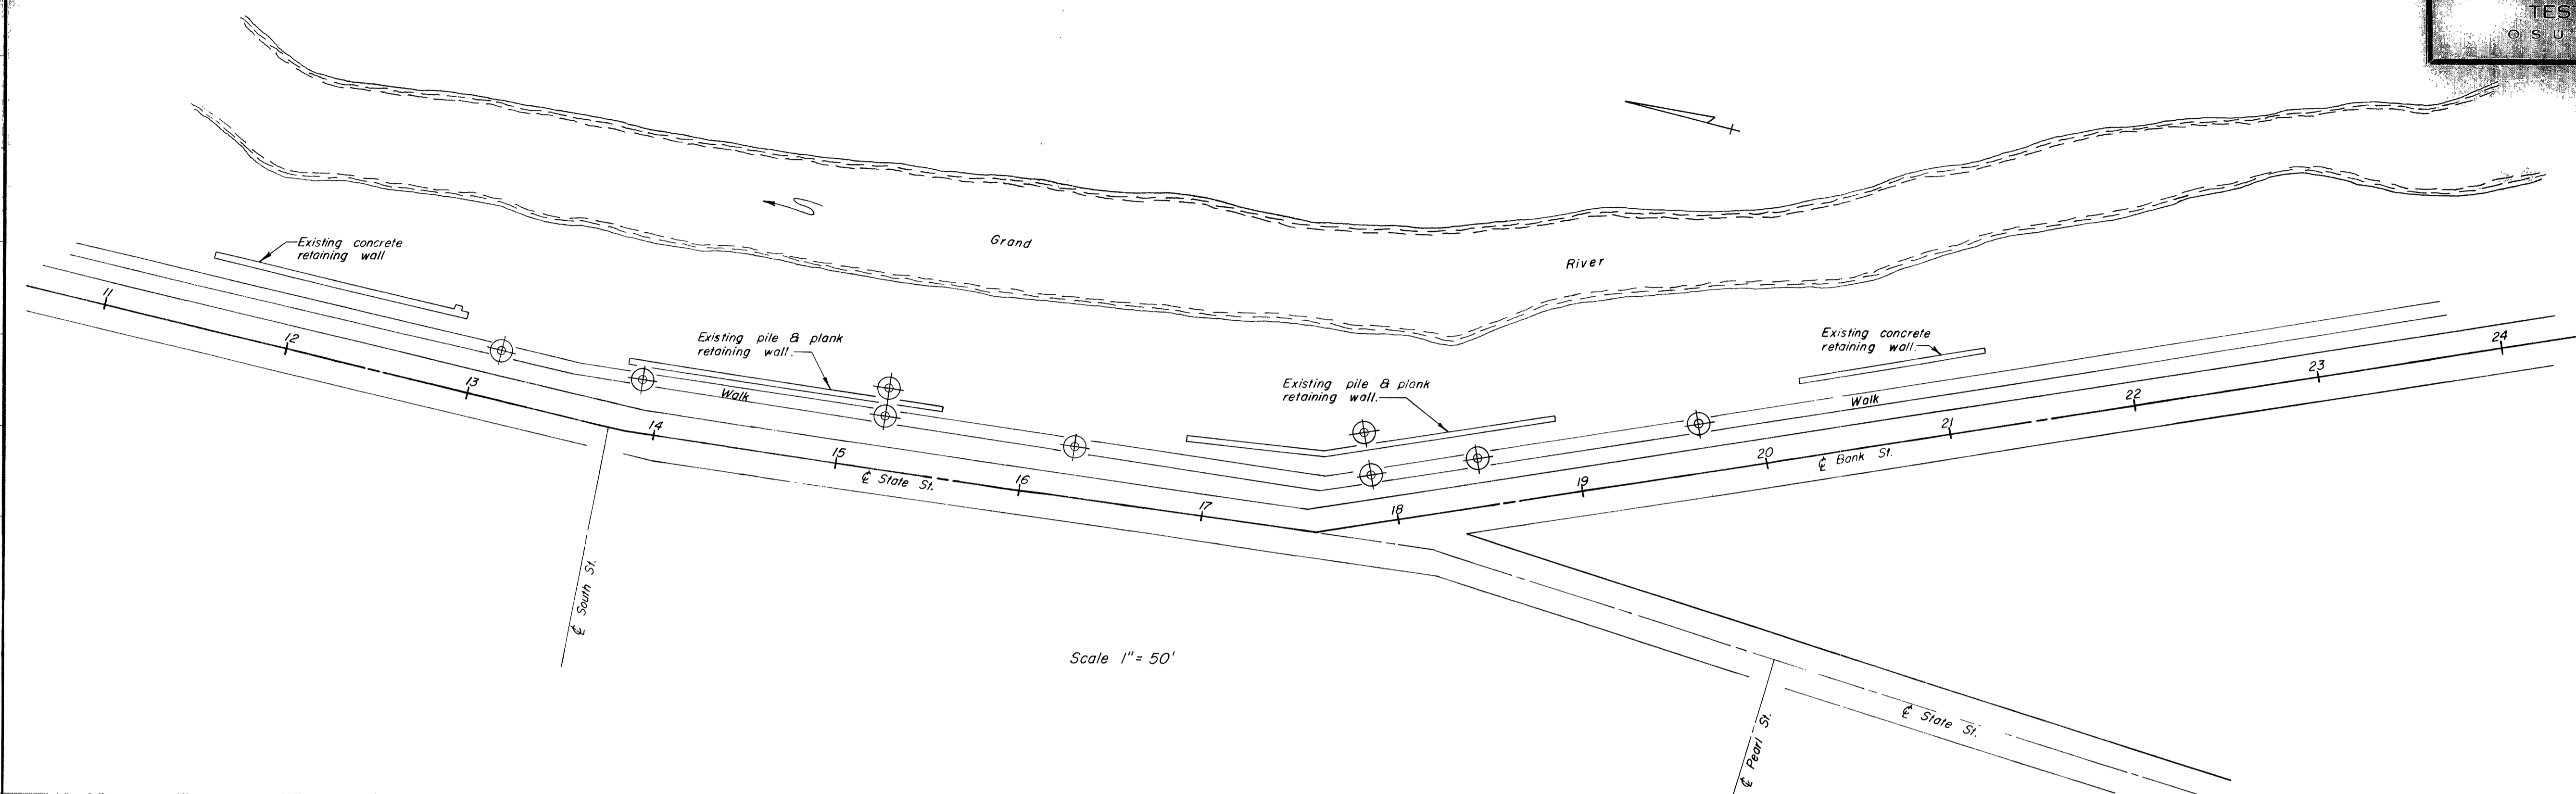 TES
O S U
Existing concrete
retaining wall
Grand
River
11
12
13
14
15
16
17
18
19
20
21
22
23
24
Existing pile & plank
retaining wall.
Walk
Existing pile & plank
retaining wall.
Existing concrete
retaining wall.
Walk
℄ State St.
℄ Bank St.
℄ South St.
Scale 1" = 50'
℄ State St.
℄ Pearl St.